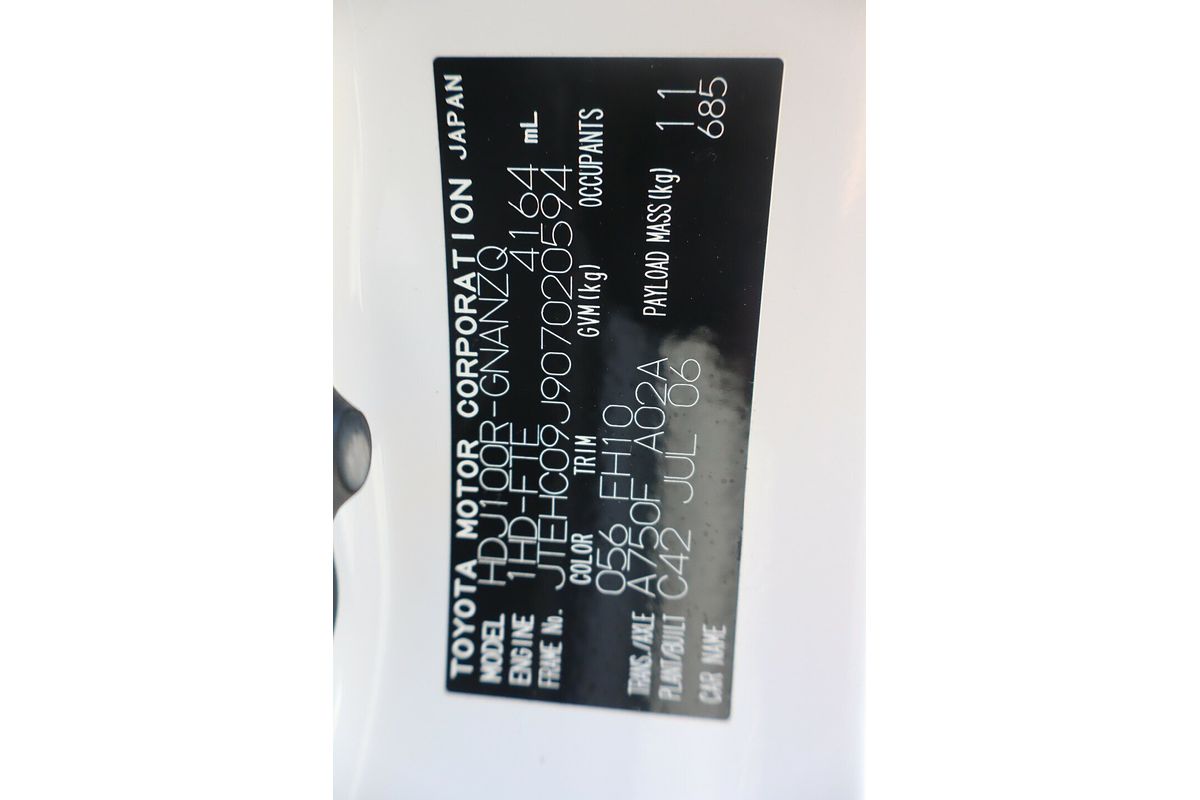 TOYOTA MOTOR CORPORATION JAPAN
MODEL HDJ100R-GNANZQ
ENGINE 1HD-FTE 4164 mL
FRAME No. JTEHC09J907020594
COLOR TRIM GVM(kg) OCCUPANTS
056 FH10
TRANS./AXLE A750F A02A
PLANT/BUILT C42 JUL 06 PAYLOAD MASS(kg) 11
CAR NAME 685